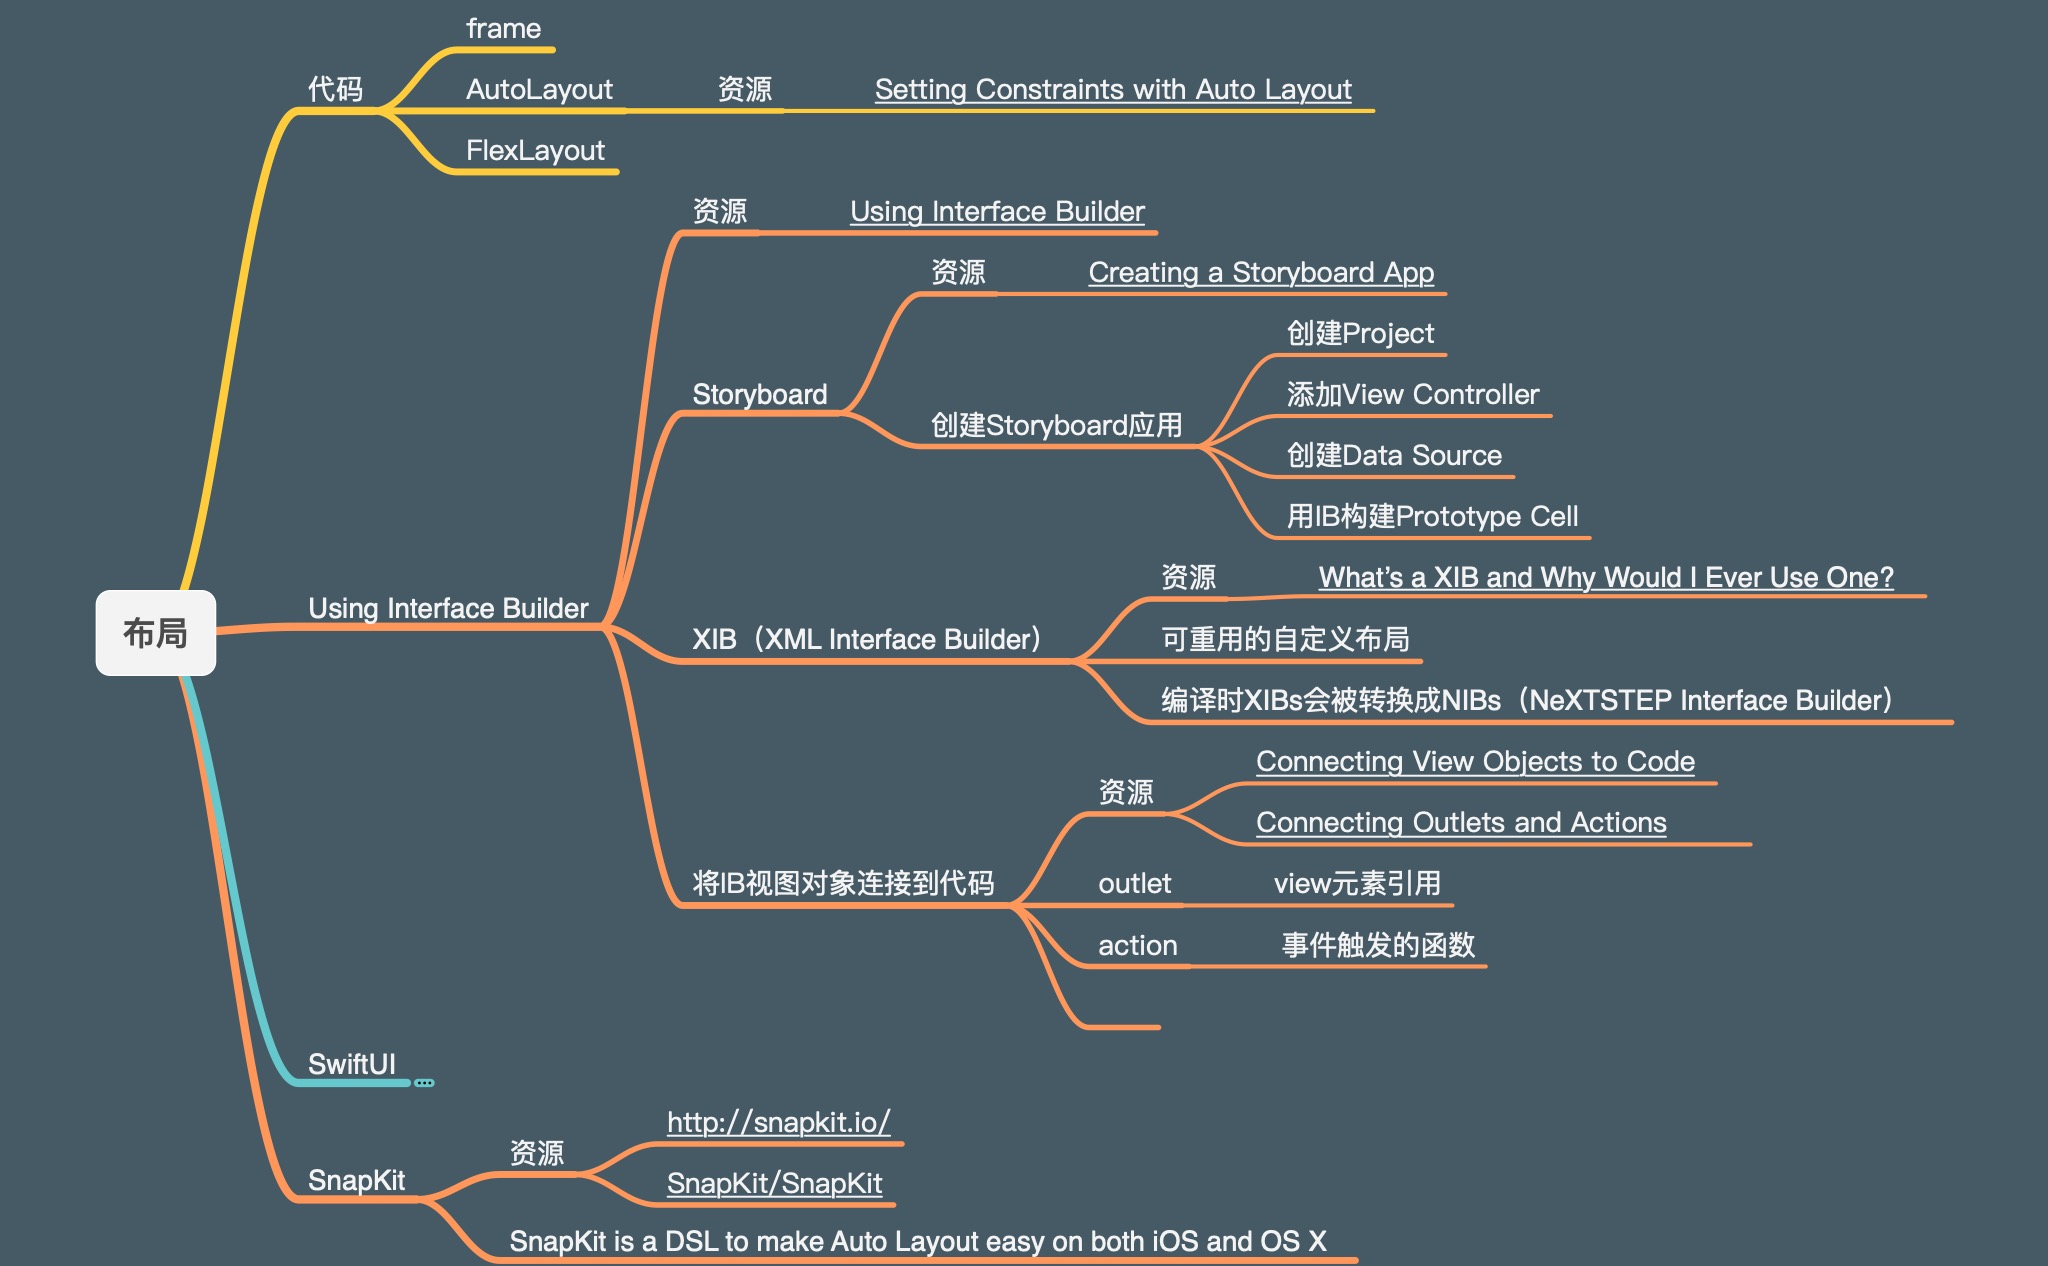 frame
代码
AutoLayout
资源
Setting Constraints with Auto Layout
FlexLayout
资源
Using Interface Builder
资源
Creating a Storyboard App
创建Project
Storyboard
添加View Controller
创建Storyboard应用
创建Data Source
用IB构建Prototype Cell
资源
What's a XIB and Why Would I Ever Use One?
布局
Using Interface Builder
XIB（XML Interface Builder）
可重用的自定义布局
编译时XIBs会被转换成NIBs（NeXTSTEP Interface Builder）
Connecting View Objects to Code
资源
Connecting Outlets and Actions
将IB视图对象连接到代码
outlet
view元素引用
action
事件触发的函数
SwiftUI
http://snapkit.io/
资源
SnapKit
SnapKit/SnapKit
SnapKit is a DSL to make Auto Layout easy on both iOS and OS X